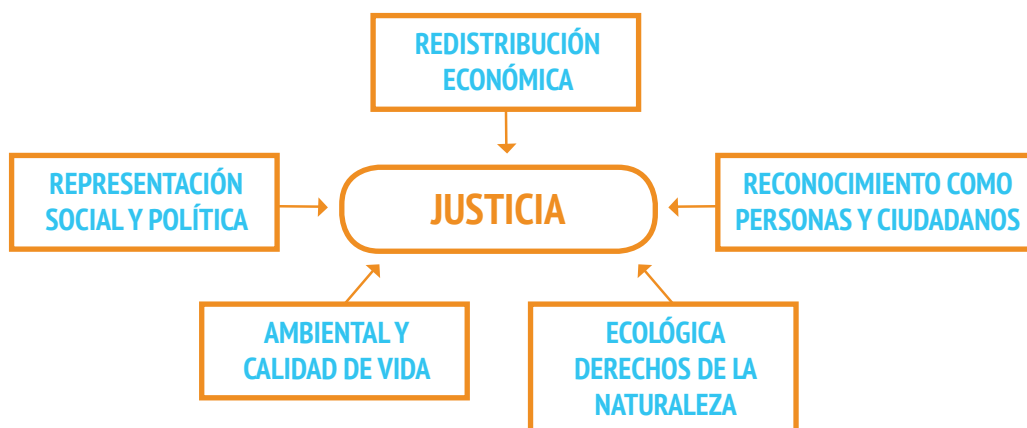 REDISTRIBUCIÓN
ECONÓMICA
REPRESENTACIÓN
SOCIAL Y POLÍTICA
JUSTICIA
RECONOCIMIENTO COMO
PERSONAS Y CIUDADANOS
AMBIENTAL Y
CALIDAD DE VIDA
ECOLÓGICA
DERECHOS DE LA
NATURALEZA